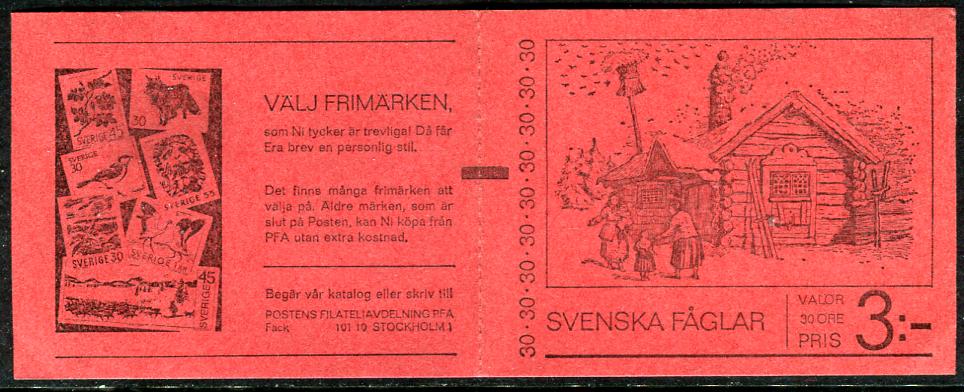 SVERIGE 45
SVERIGE
30
SVERIGE
30
SVERIGE 55
SVERIGE 30
SVERIGE
SVERIGE 45
VÄLJ FRIMÄRKEN,
som Ni tycker är trevliga! Då får
Era brev en personlig stil.
Det finns många frimärken att
välja på. Äldre märken, som är
slut på Posten, kan Ni köpa från
PFA utan extra kostnad.
Begär vår katalog eller skriv till
POSTENS FILATELIAVDELNING PFA
Fack 101 10 STOCKHOLM 1
30·30·30·30·30·30·30·30
SVENSKA FÅGLAR
VALÖR
30 ÖRE
PRIS
3:-